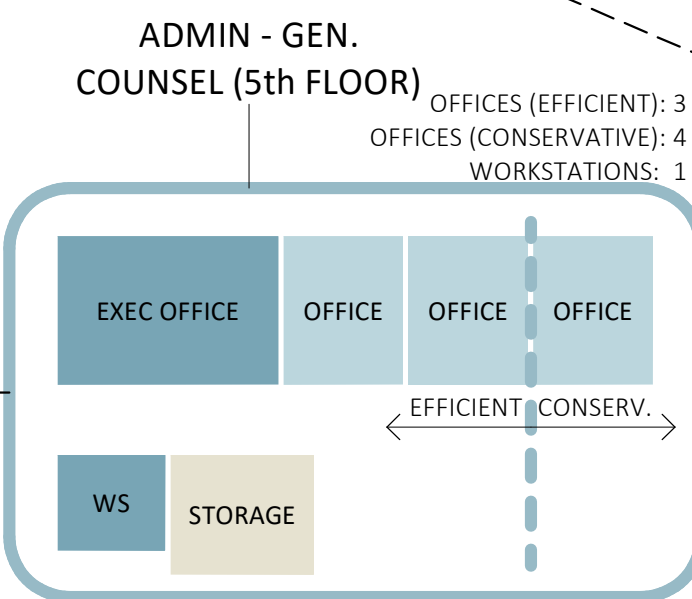 ADMIN - GEN.
COUNSEL (5th FLOOR)
OFFICES (EFFICIENT): 3
OFFICES (CONSERVATIVE): 4
WORKSTATIONS: 1
EXEC OFFICE OFFICE OFFICE OFFICE
EFFICIENT CONSERV.
WS STORAGE